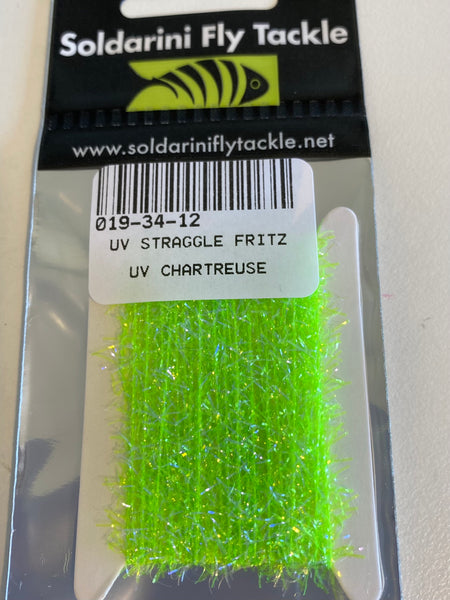 Soldarini Fly Tackle
www.soldariniflytackle.net
019-34-12
UV STRAGGLE FRITZ
UV CHARTREUSE